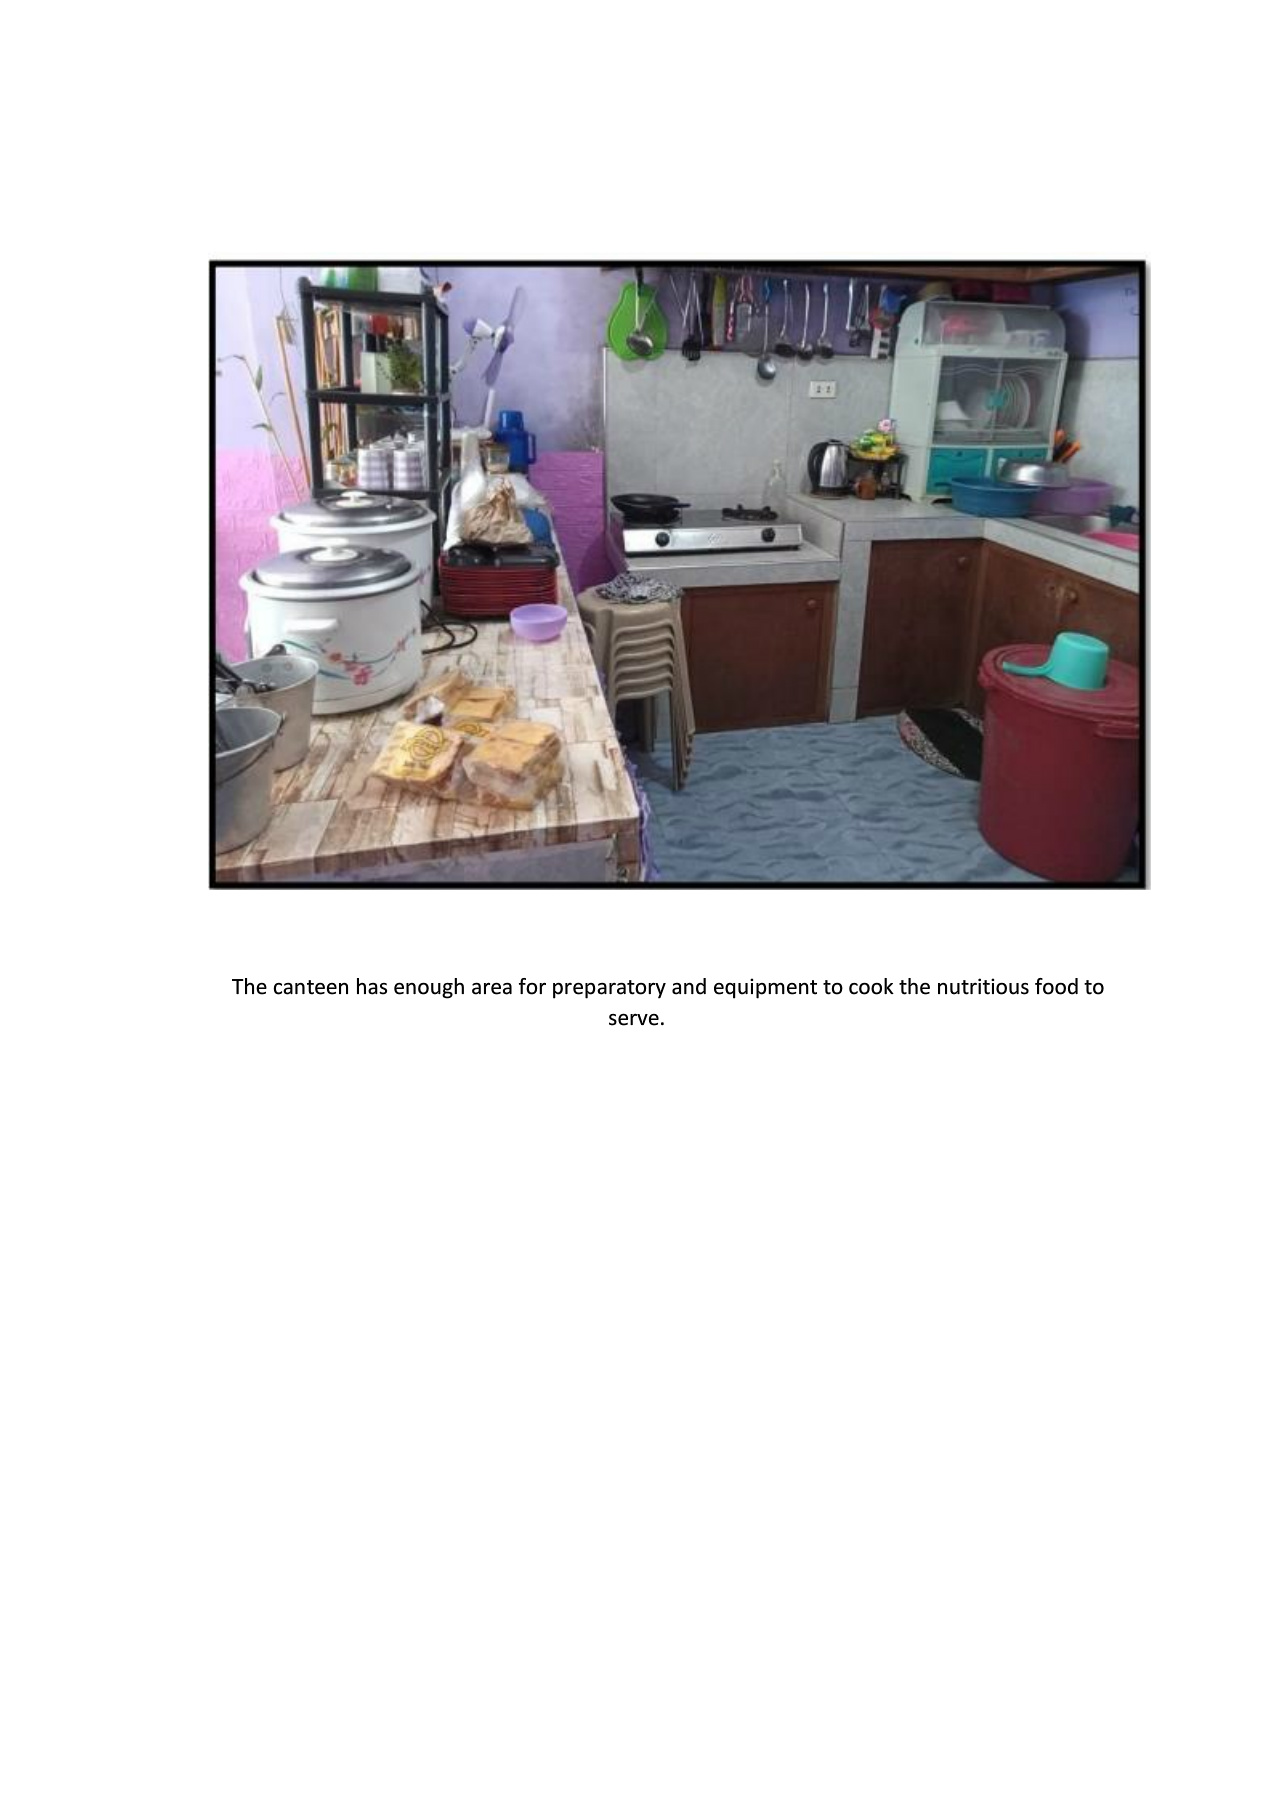 The canteen has enough area for preparatory and equipment to cook the nutritious food to
serve.